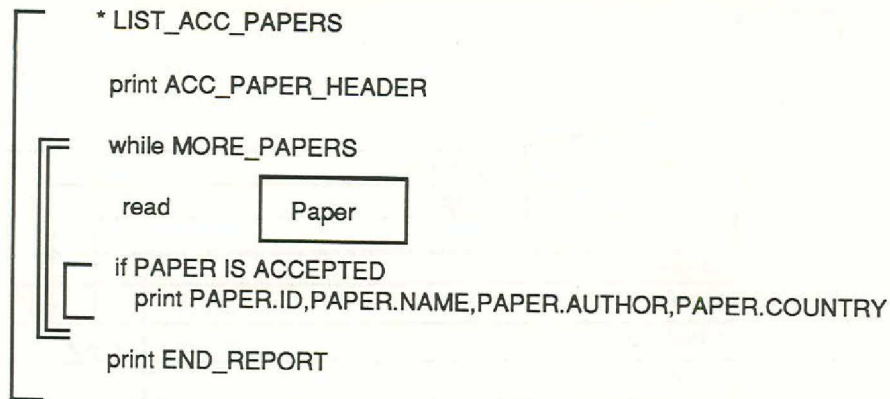 * LIST_ACC_PAPERS
print ACC_PAPER_HEADER
while MORE_PAPERS
read Paper
if PAPER IS ACCEPTED
print PAPER.ID,PAPER.NAME,PAPER.AUTHOR,PAPER.COUNTRY
print END_REPORT